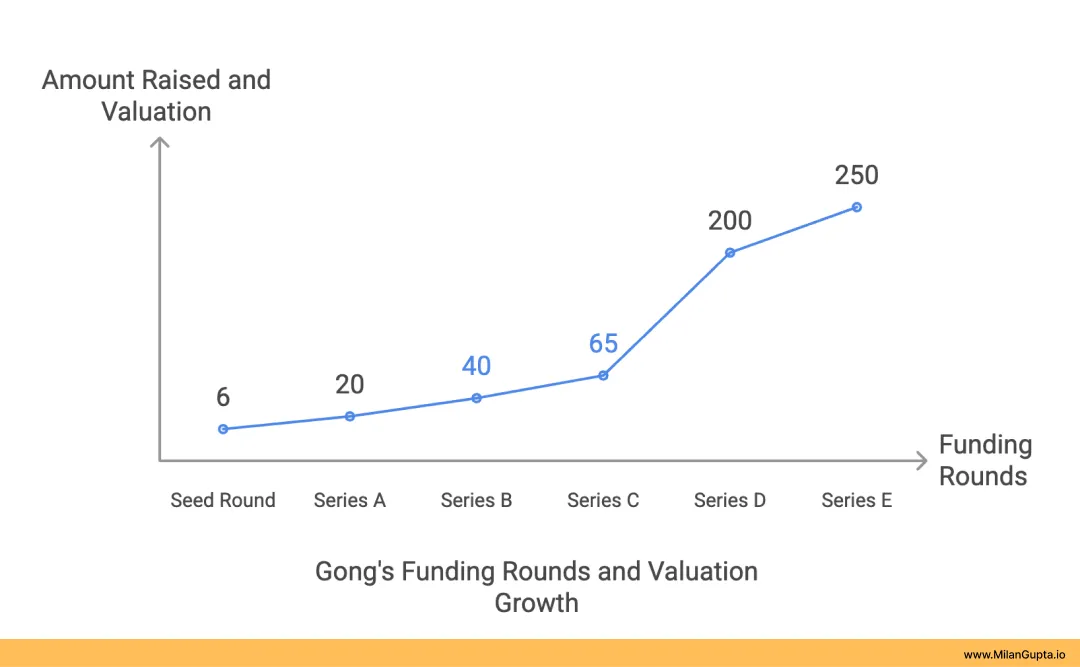 Amount Raised and
Valuation
250
200
65
40
20
6
Funding
Rounds
Seed Round
Series A
Series B
Series C
Series D
Series E
Gong's Funding Rounds and Valuation
Growth
www.MilanGupta.io